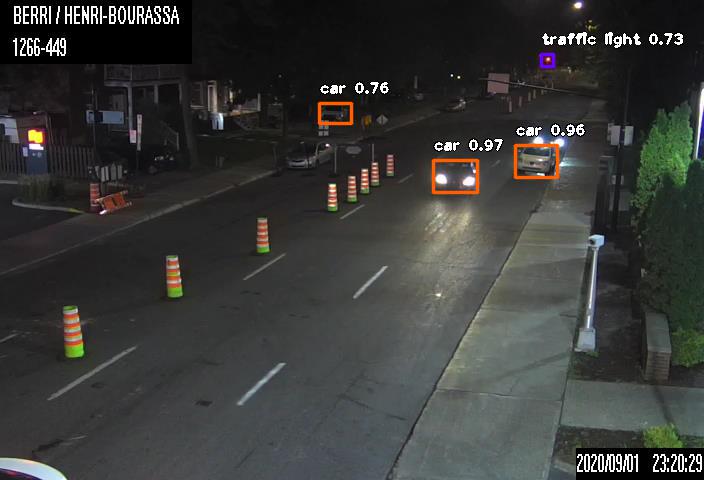 BERRI / HENRI-BOURASSA
1266-449
traffic light 0.73
car 0.76
car 0.96
car 0.97
2020/09/01 23:20:29